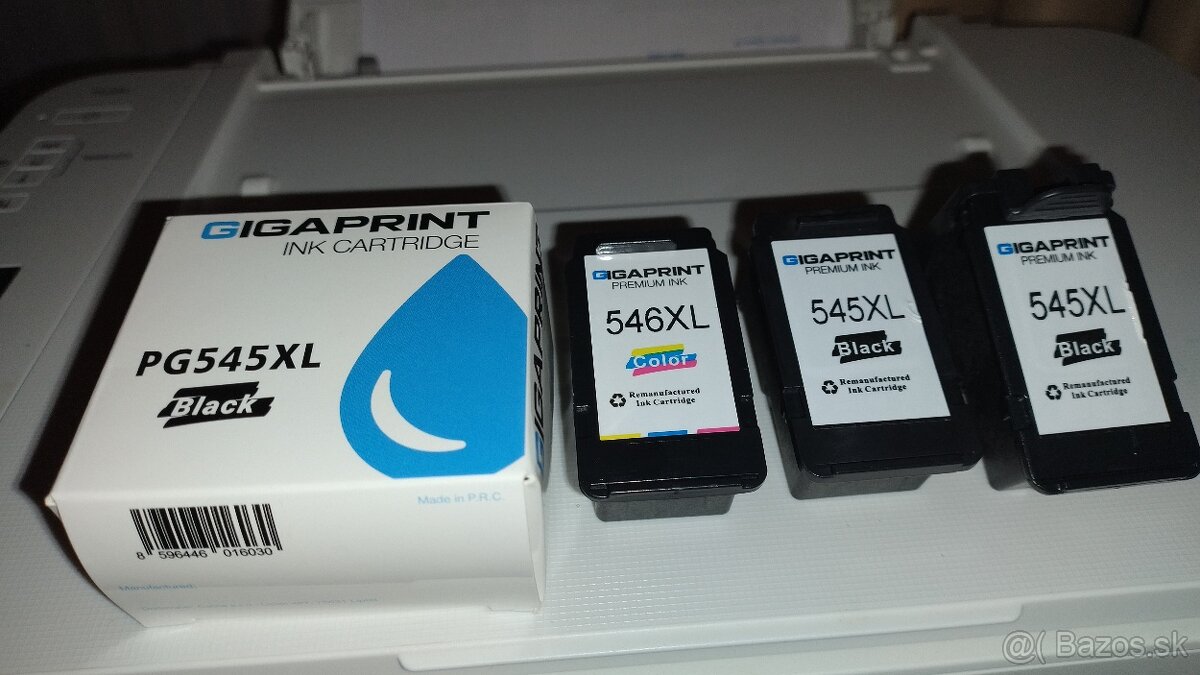 GIGAPRINT
INK CARTRIDGE
PG545XL
Black
Made in P.R.C.
8 596446 016030
Manufactured:
GIGAPRINT
GIGAPRINT
PREMIUM INK
546XL
Color
Remanufactured
Ink Cartridge
GIGAPRINT
PREMIUM INK
545XL
Black
Remanufactured
Ink Cartridge
GIGAPRINT
PREMIUM INK
545XL
Black
Remanufactured
Ink Cartridge
@( Bazos.sk